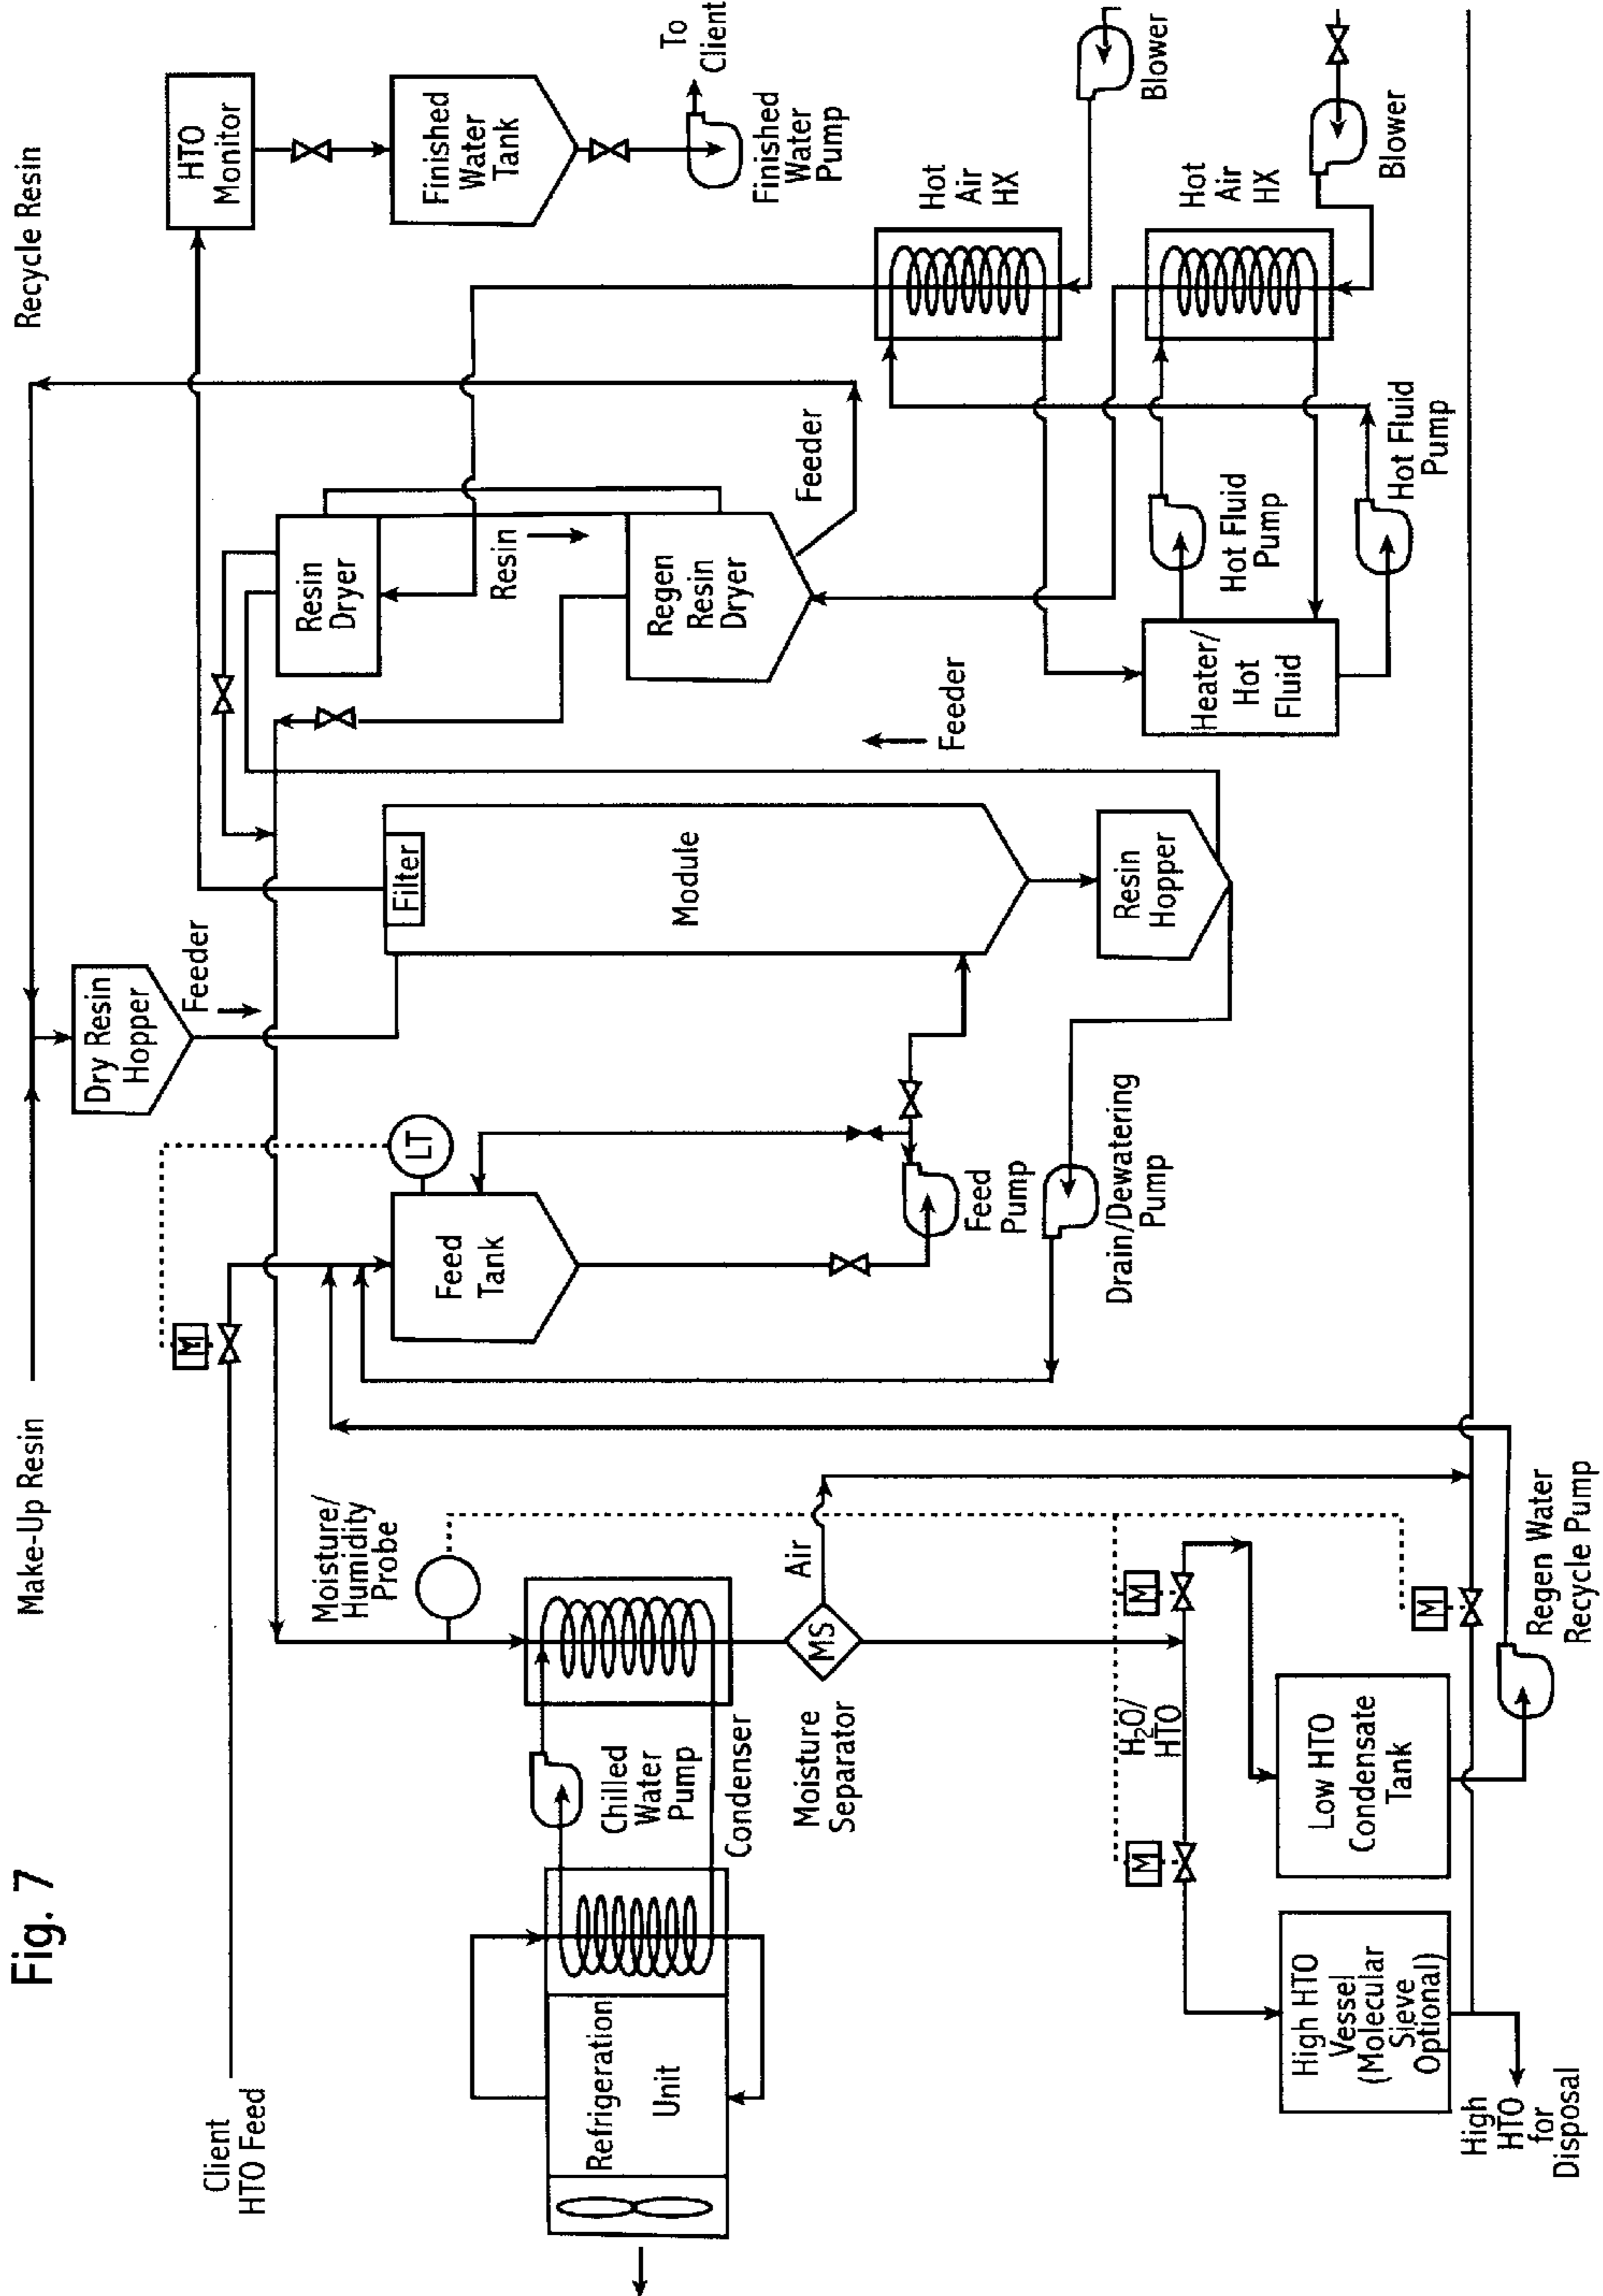 Fig. 7
Make-Up Resin
Recycle Resin
Client
HTO Feed
M
Dry Resin
Hopper
Feeder
LT
Feed
Tank
Feed
Pump
Drain/Dewatering
Pump
Filter
Module
Resin
Hopper
Feeder
HTO
Monitor
Finished
Water
Tank
To
Client
Finished
Water
Pump
Resin
Dryer
Resin
Regen
Resin
Dryer
Feeder
Hot
Air
HX
Blower
Hot
Air
HX
Blower
Heater/
Hot
Fluid
Hot Fluid
Pump
Hot Fluid
Pump
Moisture/
Humidity
Probe
Refrigeration
Unit
Chilled
Water
Pump
Condenser
Air
MS
Moisture
Separator
H2O/
HTO
M
M
M
High HTO
Vessel
(Molecular
Sieve
Optional)
Low HTO
Condensate
Tank
Regen Water
Recycle Pump
High
HTO
for
Disposal